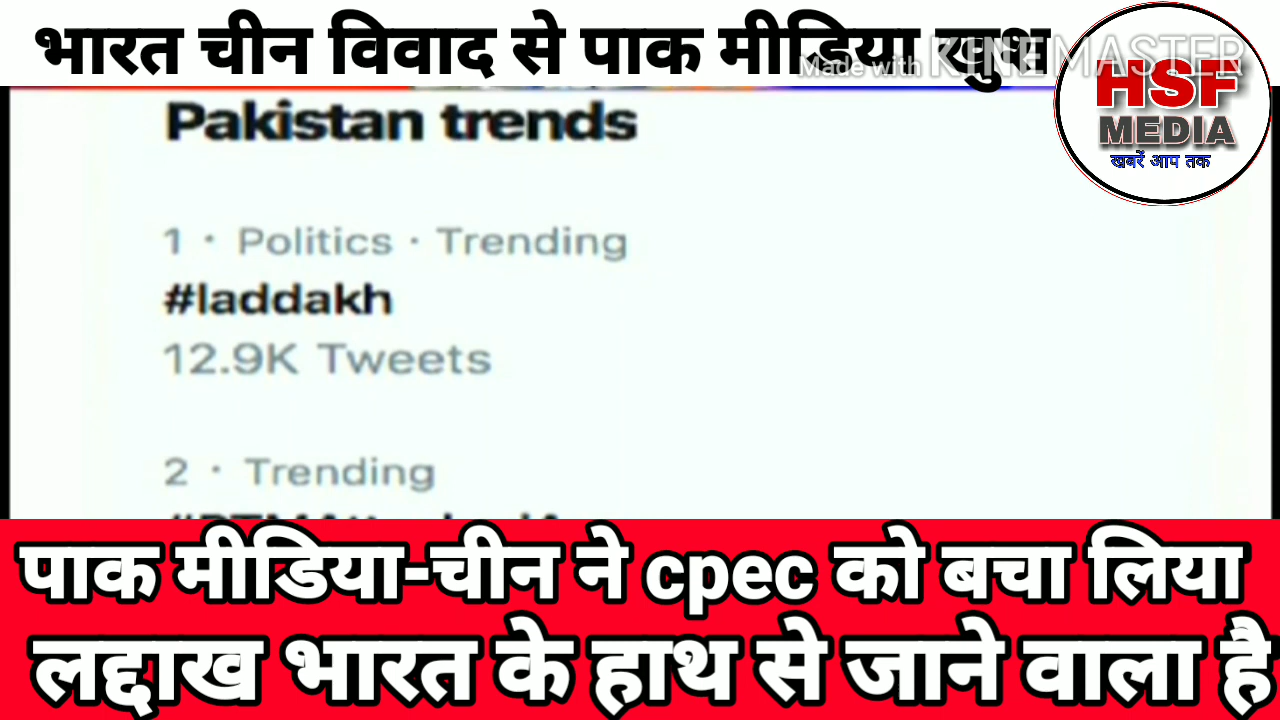 भारत चीन विवाद से पाक मीडिया खुश
Made with KINEMASTER
HSF
MEDIA
खबरें आप तक
Pakistan trends
1 · Politics · Trending
#laddakh
12.9K Tweets
2 · Trending
पाक मीडिया-चीन ने cpec को बचा लिया
लद्दाख भारत के हाथ से जाने वाला है